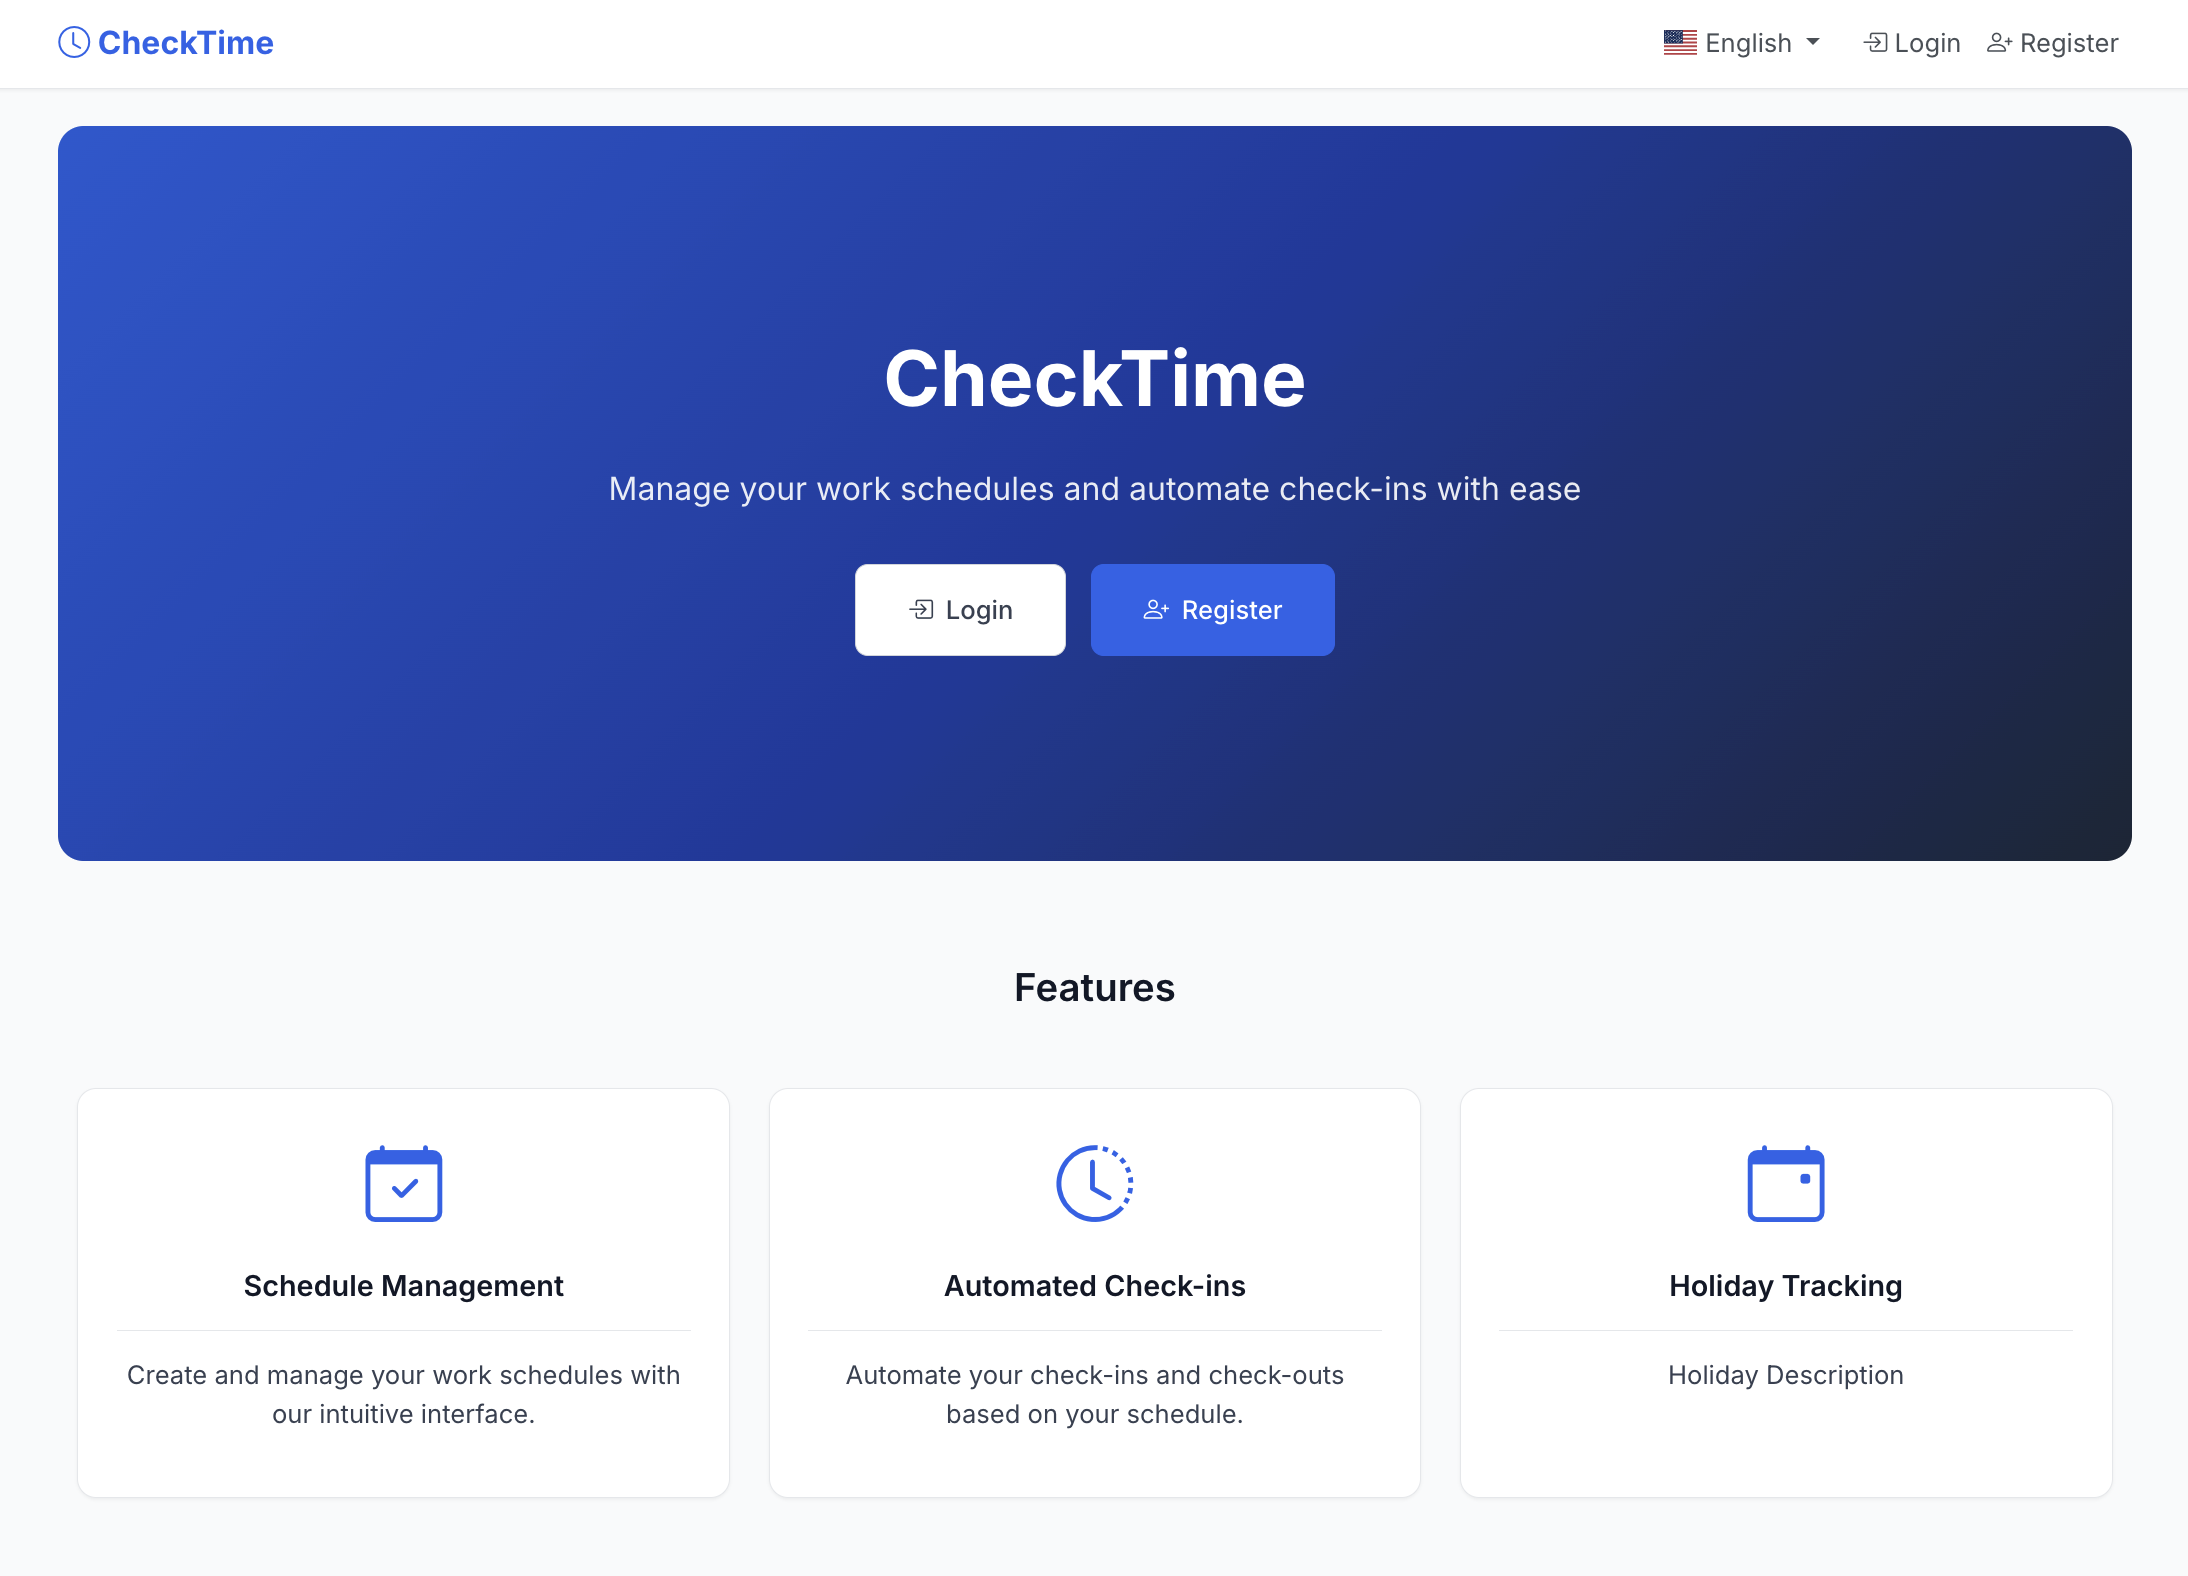 CheckTime
English
Login
Register
CheckTime
Manage your work schedules and automate check-ins with ease
Login
Register
Features
Schedule Management
Create and manage your work schedules with
our intuitive interface.
Automated Check-ins
Automate your check-ins and check-outs
based on your schedule.
Holiday Tracking
Holiday Description